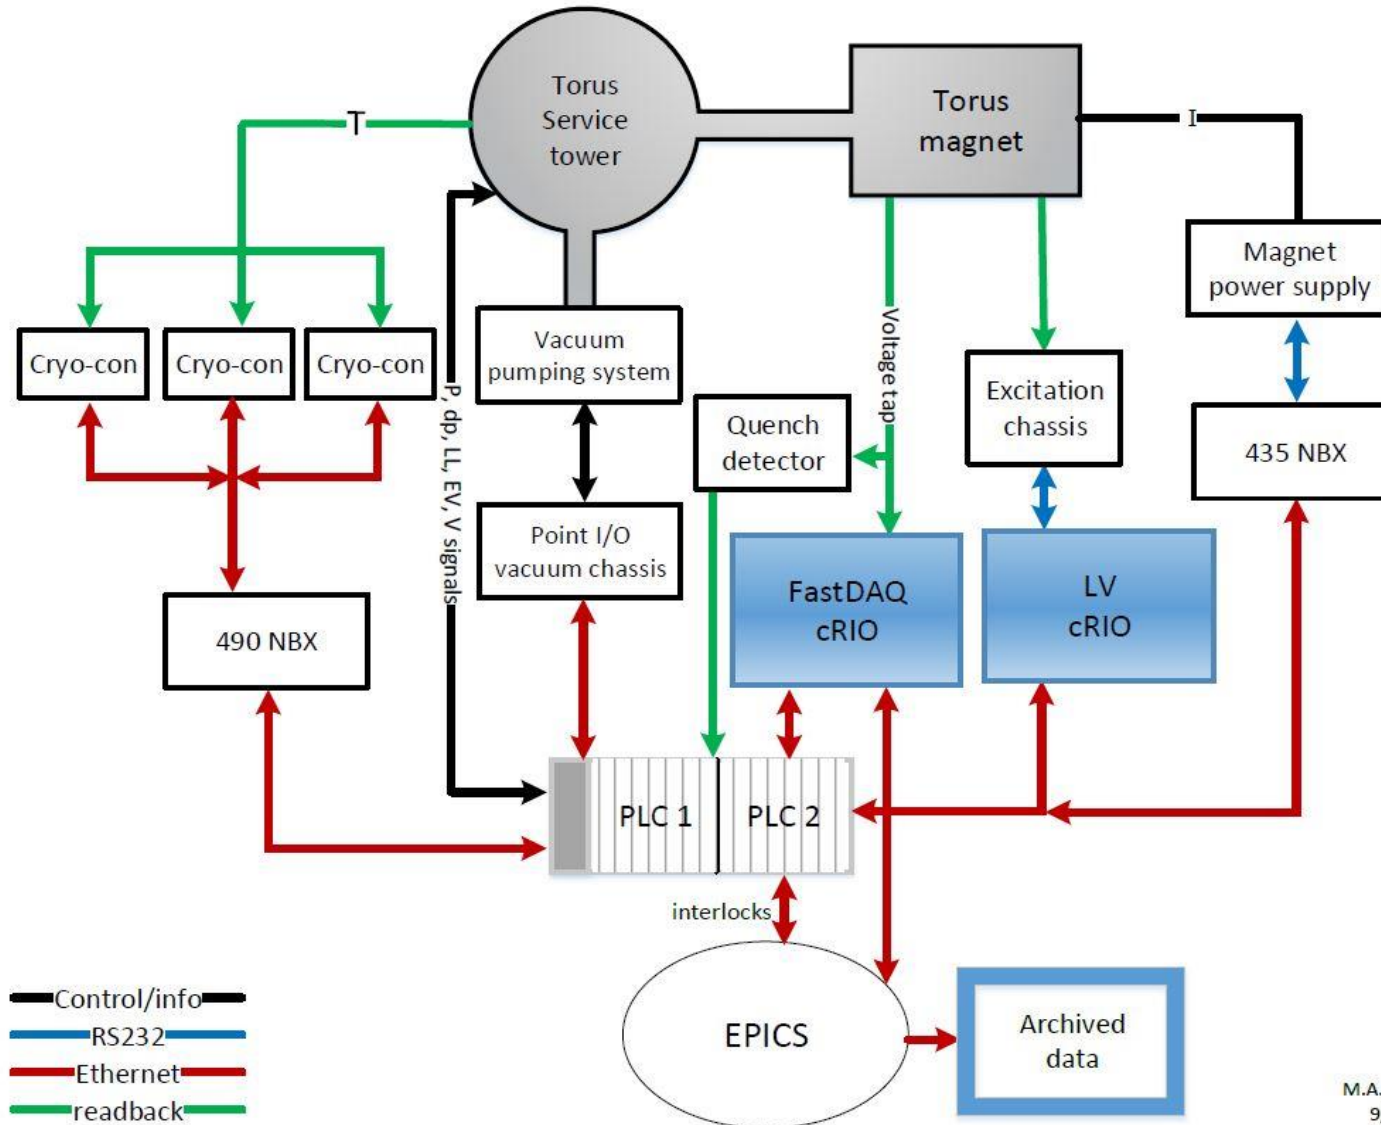 Torus
Service
tower
Torus
magnet
T
I
Magnet
power supply
Cryo-con
Cryo-con
Cryo-con
Vacuum
pumping system
Voltage tap
Excitation
chassis
P, dp, LL, EV, V signals
Quench
detector
435 NBX
Point I/O
vacuum chassis
FastDAQ
cRIO
LV
cRIO
490 NBX
PLC 1
PLC 2
interlocks
EPICS
Archived
data
Control/info
RS232
Ethernet
readback
M.A.